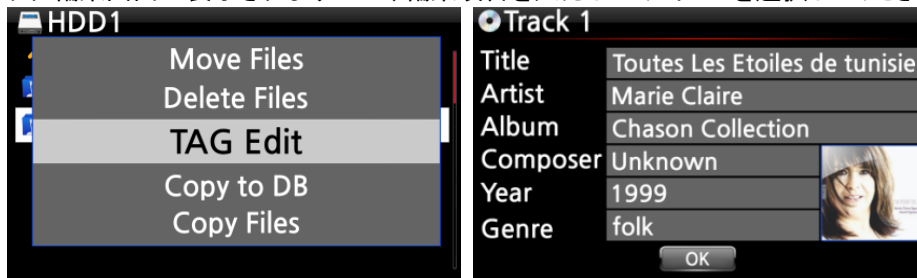 HDD1
Move Files
Delete Files
TAG Edit
Copy to DB
Copy Files
Track 1
Title Toutes Les Etoiles de tunisie
Artist Marie Claire
Album Chason Collection
Composer Unknown
Year 1999
Genre folk
OK